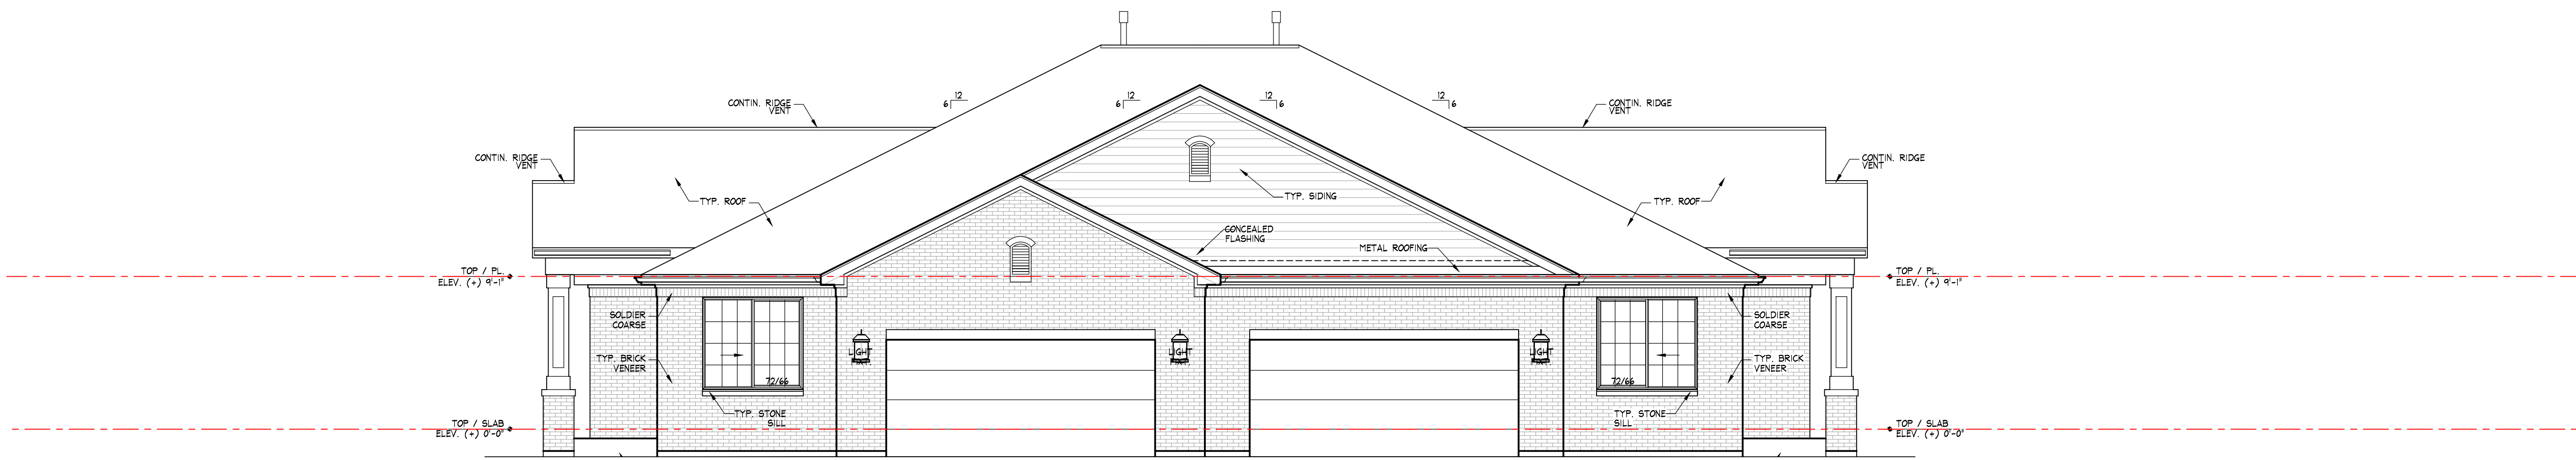 CONTIN. RIDGE
VENT
12
6
12
6
12
6
12
6
CONTIN. RIDGE
VENT
CONTIN. RIDGE
VENT
CONTIN. RIDGE
VENT
TYP. ROOF
TYP. SIDING
TYP. ROOF
CONCEALED
FLASHING
METAL ROOFING
TOP / PL.
ELEV. (+) 9'-1"
TOP / PL.
ELEV. (+) 9'-1"
SOLDIER
COARSE
SOLDIER
COARSE
LIGHT
LIGHT
LIGHT
TYP. BRICK
VENEER
TYP. BRICK
VENEER
72/66
72/66
TYP. STONE
SILL
TYP. STONE
SILL
TOP / SLAB
ELEV. (+) 0'-0"
TOP / SLAB
ELEV. (+) 0'-0"